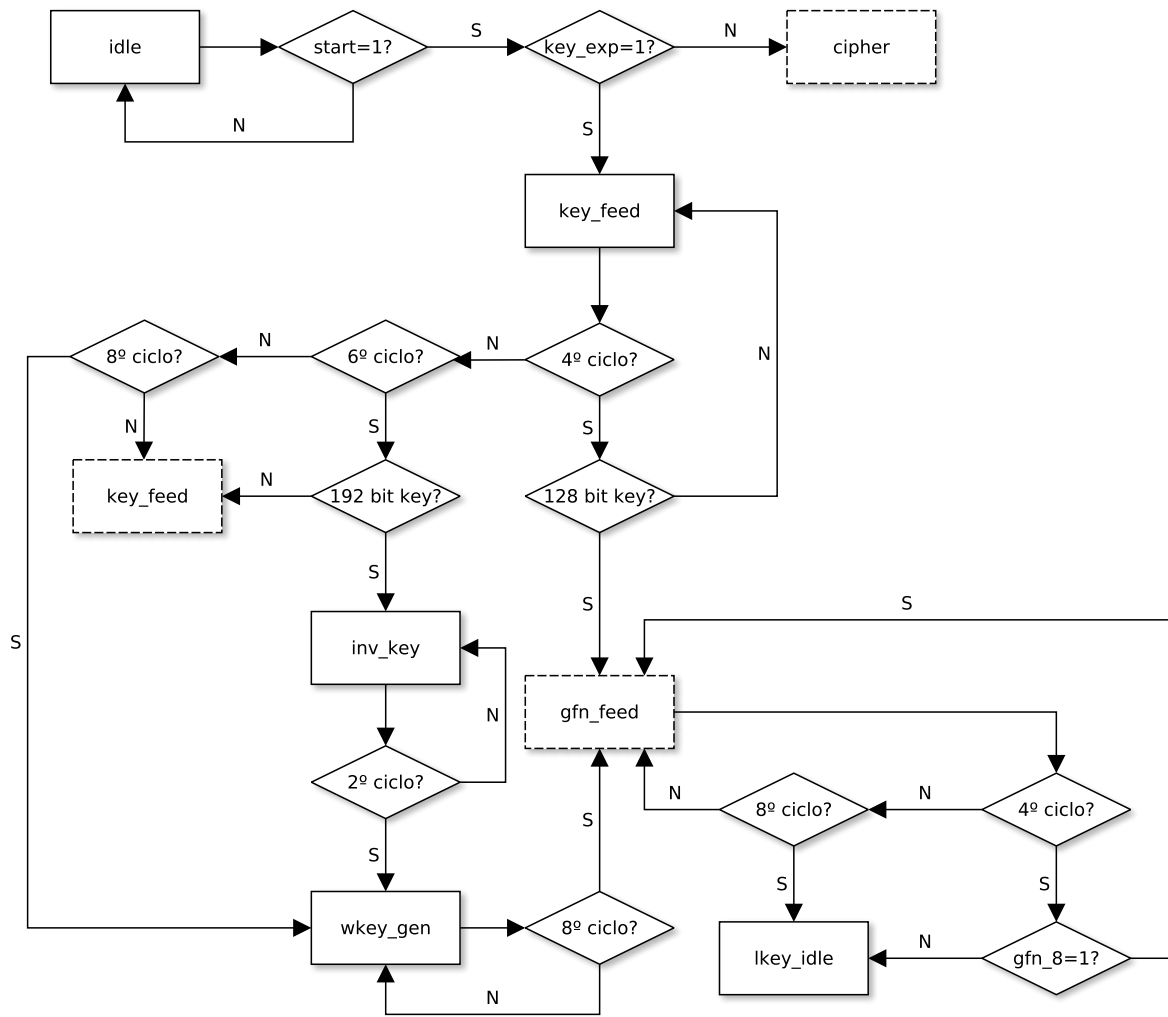 idle
start=1?
S
key_exp=1?
N
cipher
N
S
key_feed
8º ciclo?
N
6º ciclo?
N
4º ciclo?
N
N
S
S
key_feed
N
192 bit key?
128 bit key?
S
S
S
S
inv_key
N
gfn_feed
2º ciclo?
N
8º ciclo?
N
4º ciclo?
S
S
S
S
wkey_gen
8º ciclo?
lkey_idle
N
gfn_8=1?
N